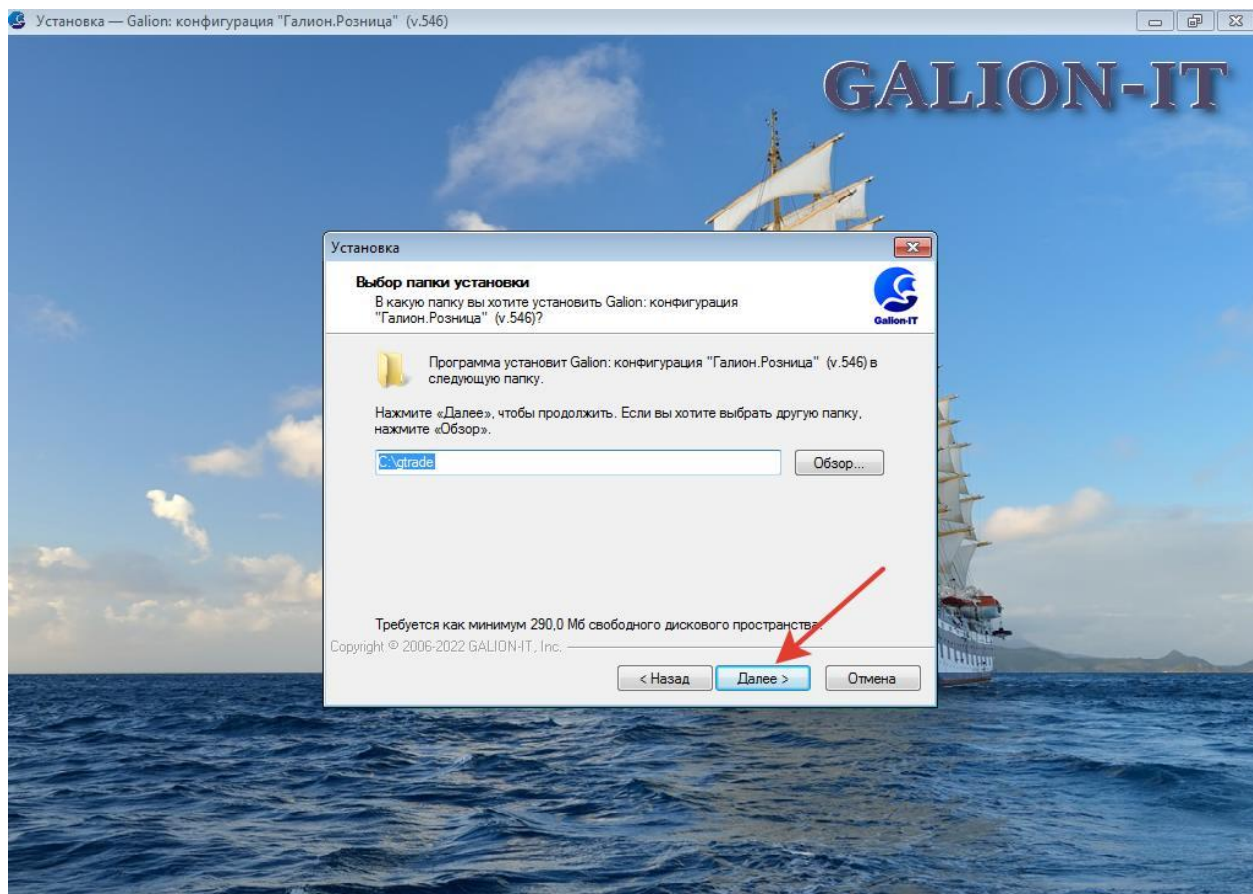 Установка — Galion: конфигурация "Галион.Розница" (v.546)
GALION-IT
Установка
Выбор папки установки
В какую папку вы хотите установить Galion: конфигурация
"Галион.Розница" (v.546)?
Galion-IT
Программа установит Galion: конфигурация "Галион.Розница" (v.546) в
следующую папку.
Нажмите «Далее», чтобы продолжить. Если вы хотите выбрать другую папку,
нажмите «Обзор».
C:\gtrade
Обзор...
Требуется как минимум 290,0 Мб свободного дискового пространства.
Copyright © 2006-2022 GALION-IT, Inc.
< Назад
Далее >
Отмена